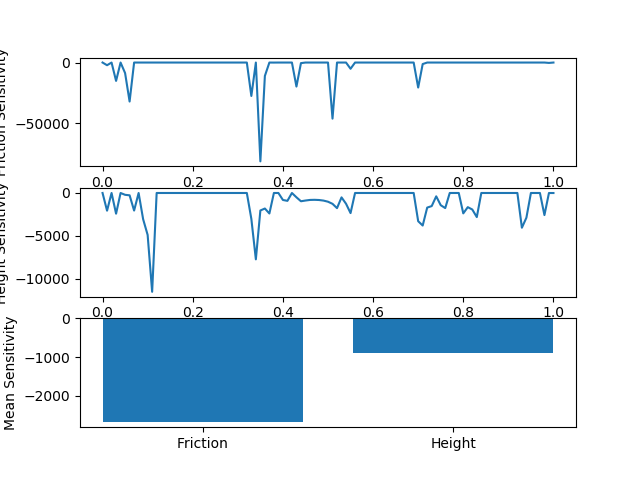 Friction Sensitivity
0
−50000
0.0 0.2 0.4 0.6 0.8 1.0
Height Sensitivity
0
−5000
−10000
0.0 0.2 0.4 0.6 0.8 1.0
Mean Sensitivity
0
−1000
−2000
Friction Height